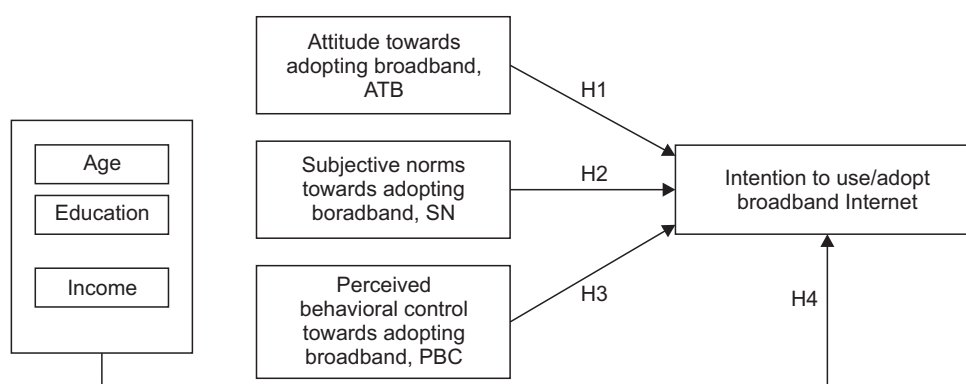 Attitude towards
adopting broadband,
ATB
H1
Age
Education
Income
Subjective norms
towards adopting
boradband, SN
H2
Intention to use/adopt
broadband Internet
Perceived
behavioral control
towards adopting
broadband, PBC
H3
H4